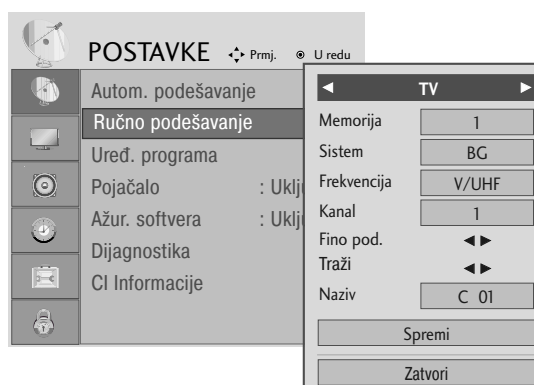 POSTAVKE Prmj. U redu
Autom. podešavanje
Ručno podešavanje
Uređ. programa
Pojačalo : Uklj
Ažur. softvera : Uklj
Dijagnostika
CI Informacije
◄ TV ►
Memorija 1
Sistem BG
Frekvencija V/UHF
Kanal 1
Fino pod. ◄►
Traži ◄►
Naziv C 01
Spremi
Zatvori